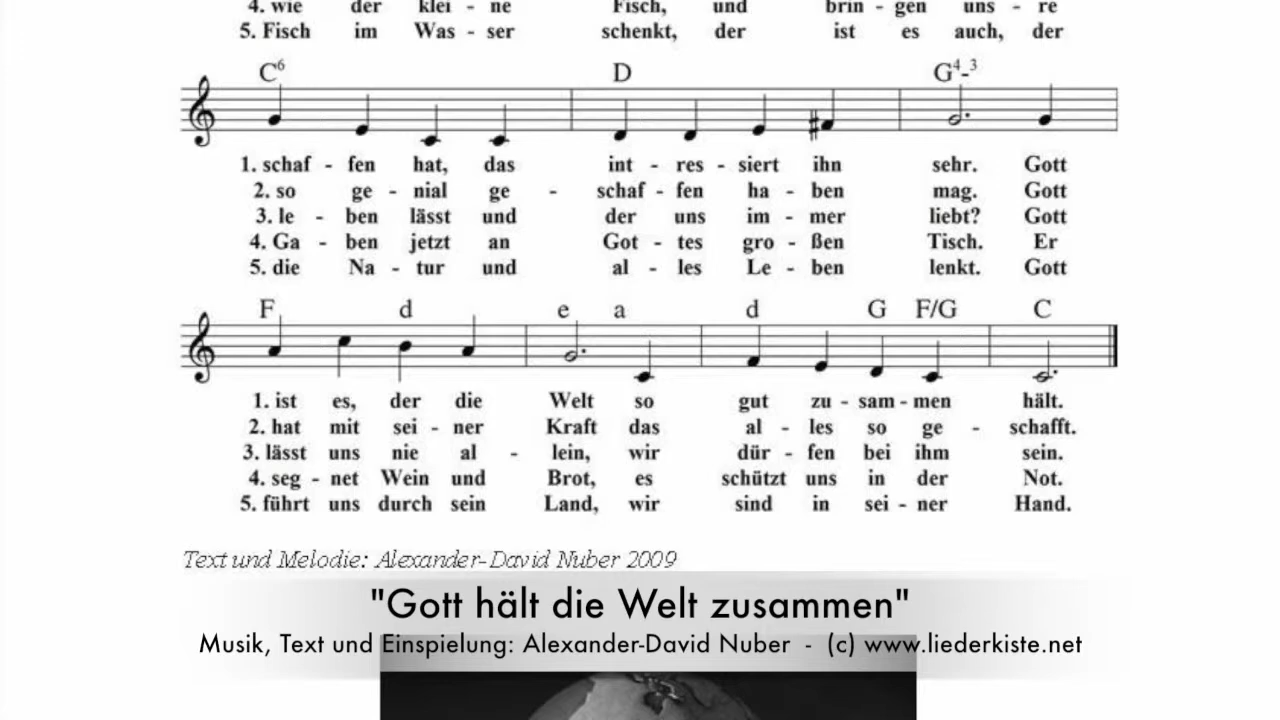 4. wie der klei - ne Fisch, und brin - gen uns - re
5. Fisch im Was - ser schenkt, der ist es auch, der
C6 D G4-3
1. schaf - fen hat, das int - res - siert ihn sehr. Gott
2. so ge - nial ge - schaf - fen ha - ben mag. Gott
3. le - ben lässt und der uns im - mer liebt? Gott
4. Ga - ben jetzt an Got - tes gro - ßen Tisch. Er
5. die Na - tur und al - les Le - ben lenkt. Gott
F d e a d G F/G C
1. ist es, der die Welt so gut zu - sam - men hält.
2. hat mit sei - ner Kraft das al - les so ge - schafft.
3. lässt uns nie al - lein, wir dür - fen bei ihm sein.
4. seg - net Wein und Brot, es schützt uns in der Not.
5. führt uns durch sein Land, wir sind in sei - ner Hand.
Text und Melodie: Alexander-David Nuber 2009
"Gott hält die Welt zusammen"
Musik, Text und Einspielung: Alexander-David Nuber - (c) www.liederkiste.net